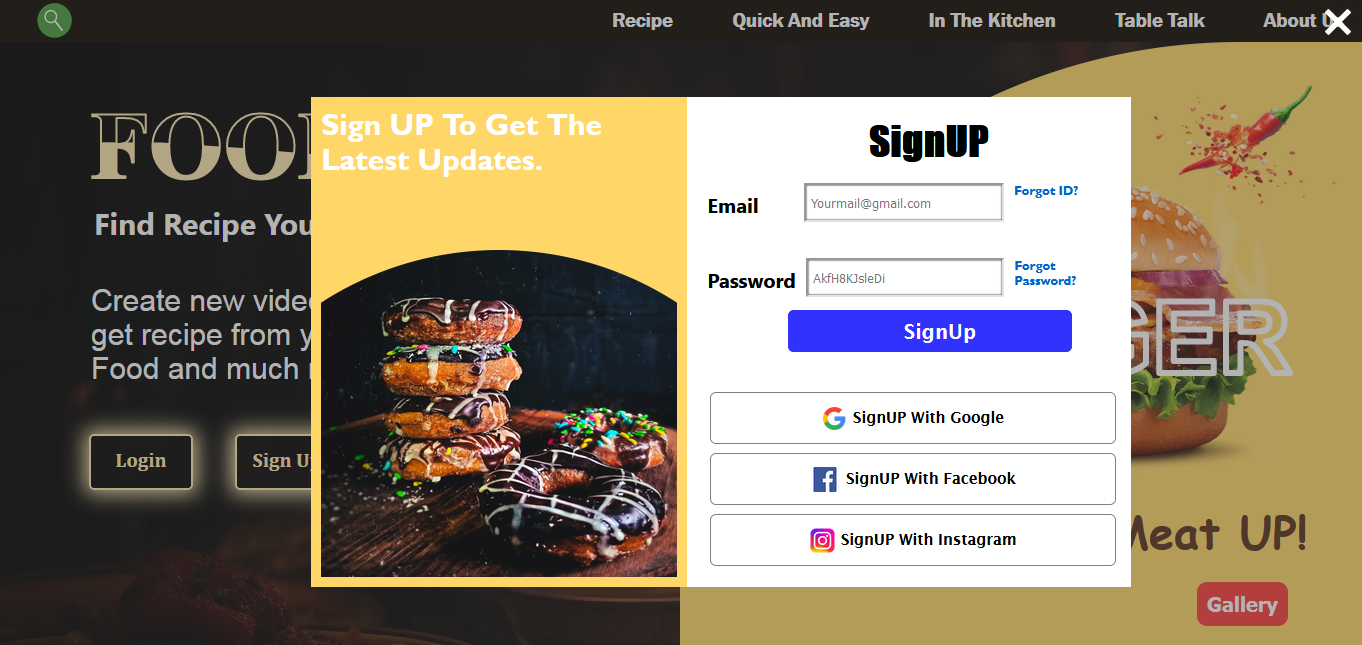 Recipe
Quick And Easy
In The Kitchen
Table Talk
About
FOO
Find Recipe You
Create new
get recipe from
Food and much
Login
Sign
Sign UP To Get The
Latest Updates.
SignUP
Email
Yourmail@gmail.com
Forgot ID?
Password
AkfH8KJsleDi
Forgot
Password?
SignUp
SignUP With Google
SignUP With Facebook
SignUP With Instagram
GER
Meat UP!
Gallery